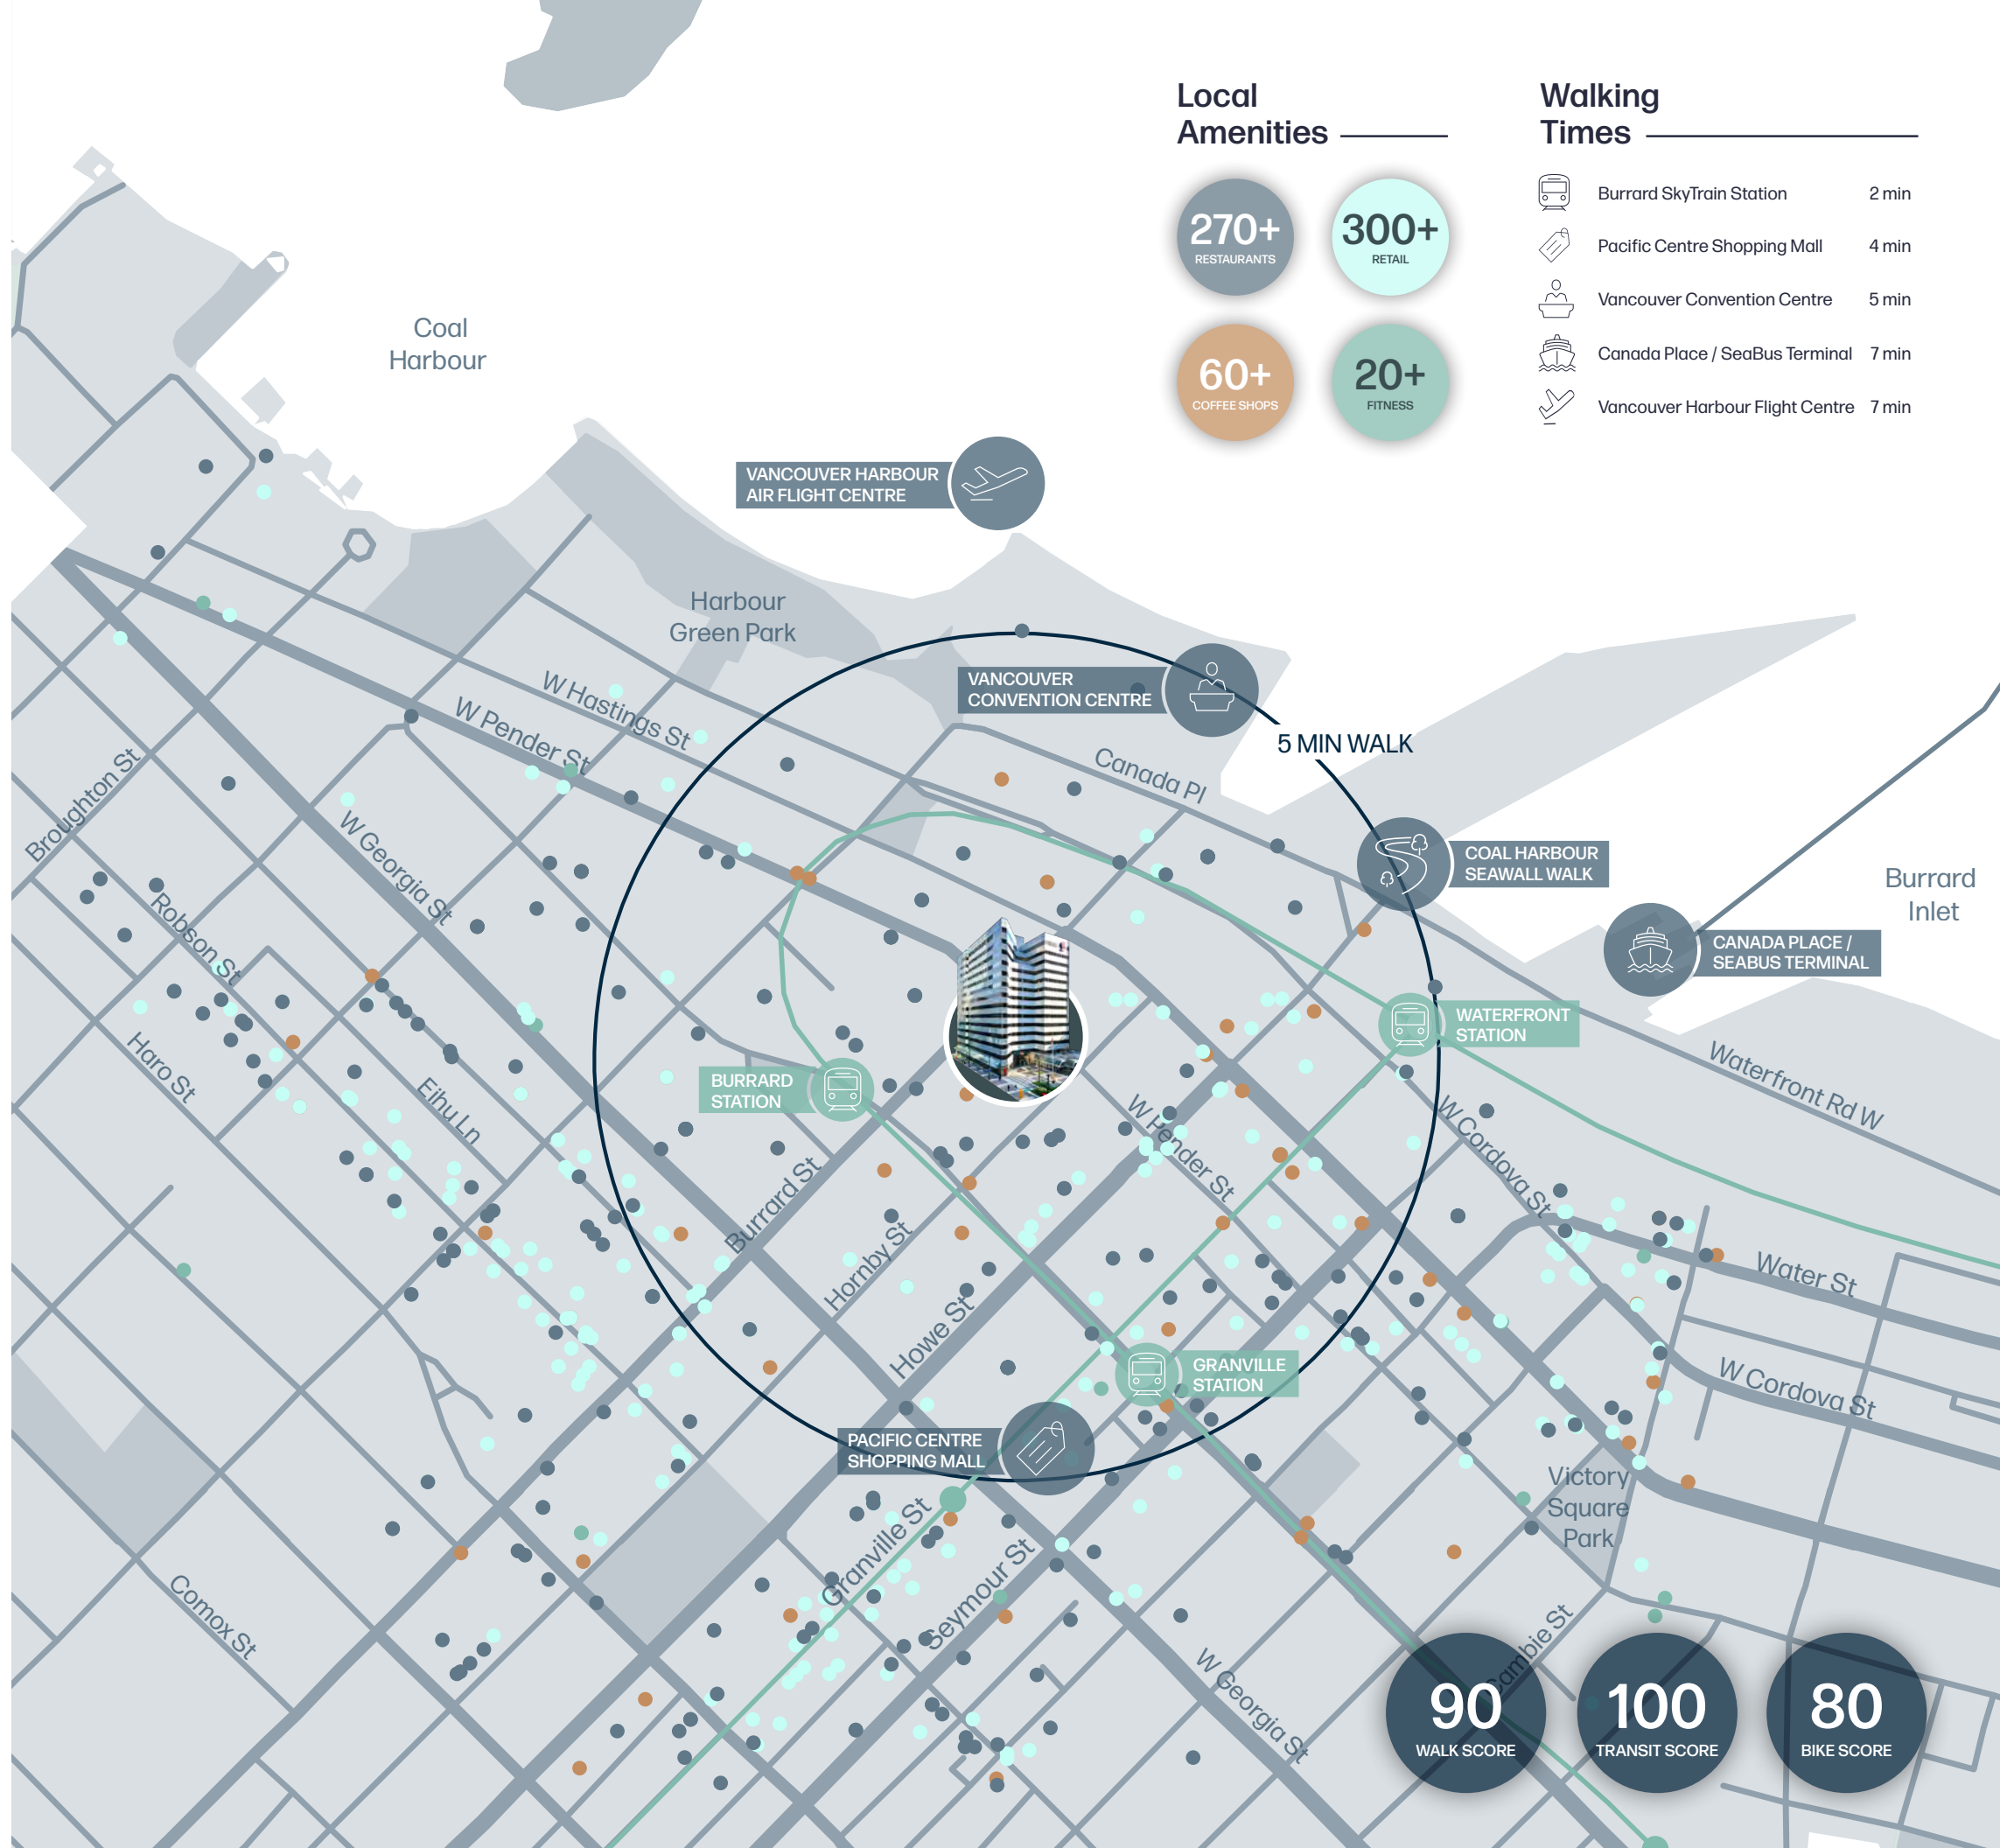 Local
Amenities
270+
RESTAURANTS
300+
RETAIL
60+
COFFEE SHOPS
20+
FITNESS
Walking
Times
Burrard SkyTrain Station 2 min
Pacific Centre Shopping Mall 4 min
Vancouver Convention Centre 5 min
Canada Place / SeaBus Terminal 7 min
Vancouver Harbour Flight Centre 7 min
Coal
Harbour
VANCOUVER HARBOUR
AIR FLIGHT CENTRE
Harbour
Green Park
VANCOUVER
CONVENTION CENTRE
5 MIN WALK
W Hastings St
W Pender St
Canada Pl
Broughton St
W Georgia St
COAL HARBOUR
SEAWALL WALK
Burrard
Inlet
CANADA PLACE /
SEABUS TERMINAL
Robson St
WATERFRONT
STATION
Haro St
Eihu Ln
BURRARD
STATION
W Pender St
W Cordova St
Waterfront Rd W
Burrard St
Hornby St
Howe St
Water St
GRANVILLE
STATION
W Cordova St
PACIFIC CENTRE
SHOPPING MALL
Victory
Square
Park
Granville St
Seymour St
Comox St
W Georgia St
Cambie St
90
WALK SCORE
100
TRANSIT SCORE
80
BIKE SCORE